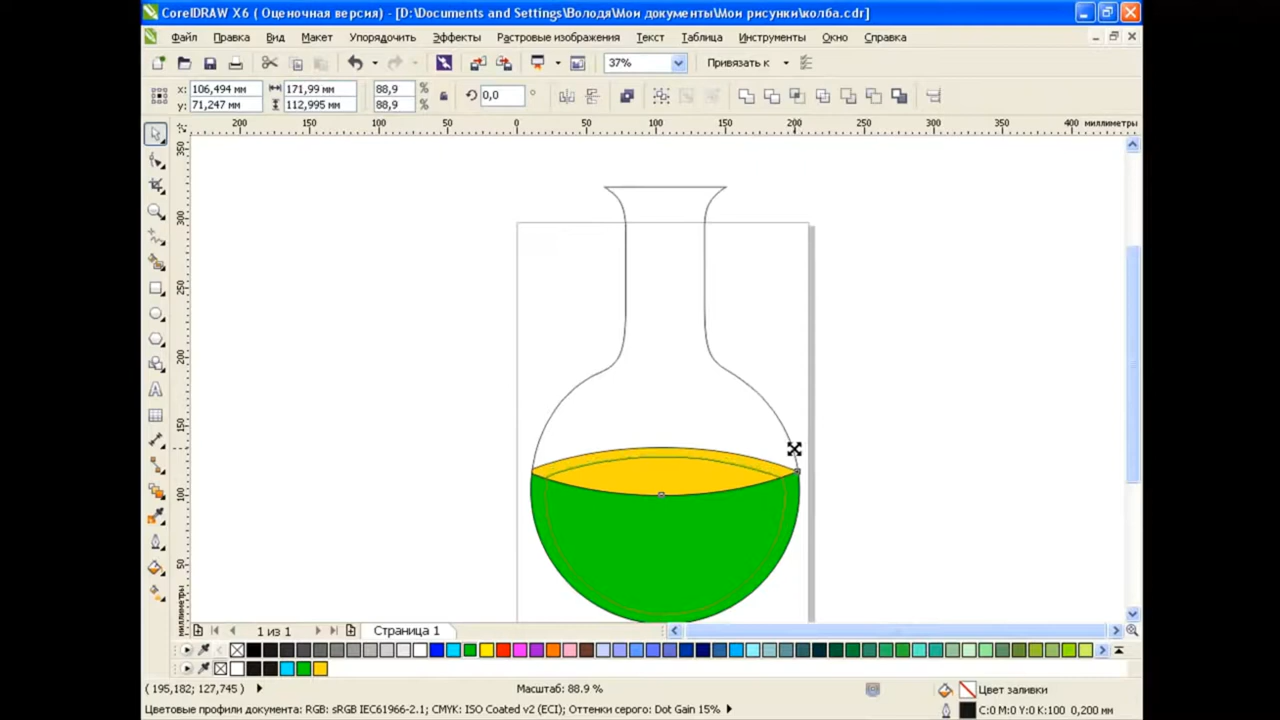 CorelDRAW X6 ( Оценочная версия) - [D:\Documents and Settings\Володя\Мои документы\Мои рисунки\колба.cdr]
Файл Правка Вид Макет Упорядочить Эффекты Растровые изображения Текст Таблица Инструменты Окно Справка
37% Привязать к
x: 106,494 мм 171,99 мм 88,9 % 0,0 °
y: 71,247 мм 112,995 мм 88,9 %
200 150 100 50 0 50 100 150 200 250 300 350 400 миллиметры
350
300
250
200
150
100
50
миллиметры
1 из 1 Страница 1
( 195,182; 127,745 ) Масштаб: 88.9 % Цвет заливки
Цветовые профили документа: RGB: sRGB IEC61966-2.1; CMYK: ISO Coated v2 (ECI); Оттенки серого: Dot Gain 15% C:0 M:0 Y:0 K:100 0,200 мм